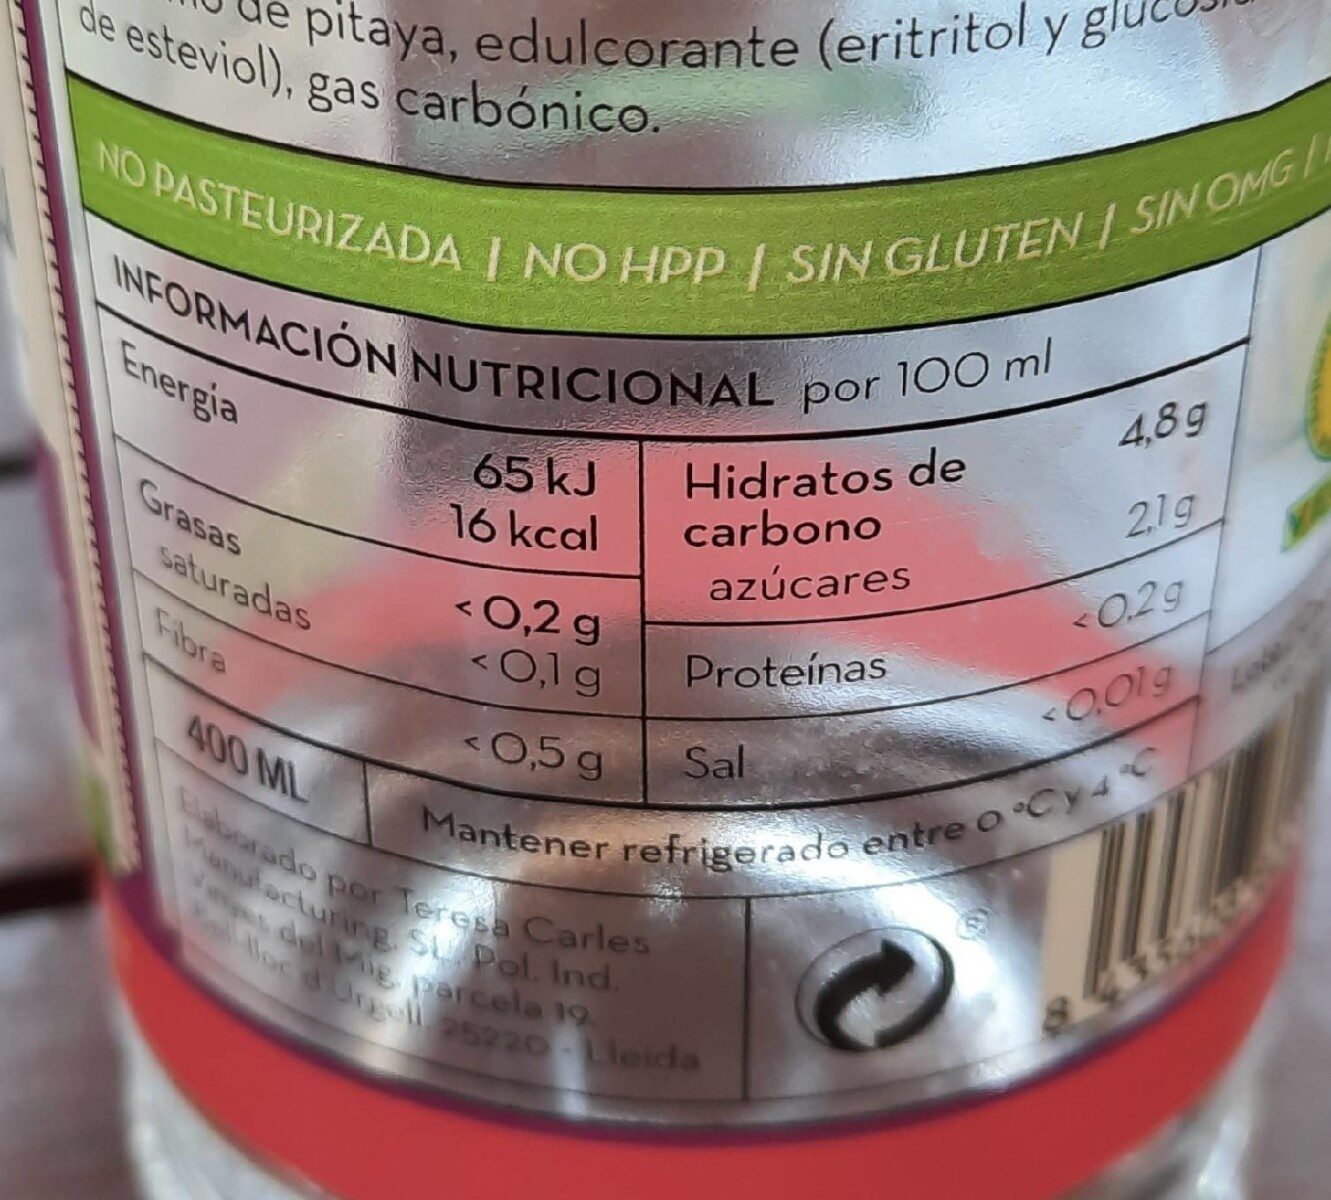 de pitaya, edulcorante (eritritol y
de esteviol), gas carbónico.
NO PASTEURIZADA | NO HPP | SIN GLUTEN | SIN OMG |
INFORMACIÓN NUTRICIONAL por 100 ml
Energía
65 kJ
16 kcal
Grasas
<0,2 g
saturadas
<0,1 g
Fibra
<0,5 g
Hidratos de
carbono
4,8 g
azúcares
2,1 g
Proteínas
<0,2 g
Sal
<0,01 g
400 ML
Mantener refrigerado entre 0 °C y 4 °C
Elaborado por Teresa Carles
Manufacturing, SL. Pol. Ind.
del Mig, parcela 19.
d'Urgell 25220 - Lleida